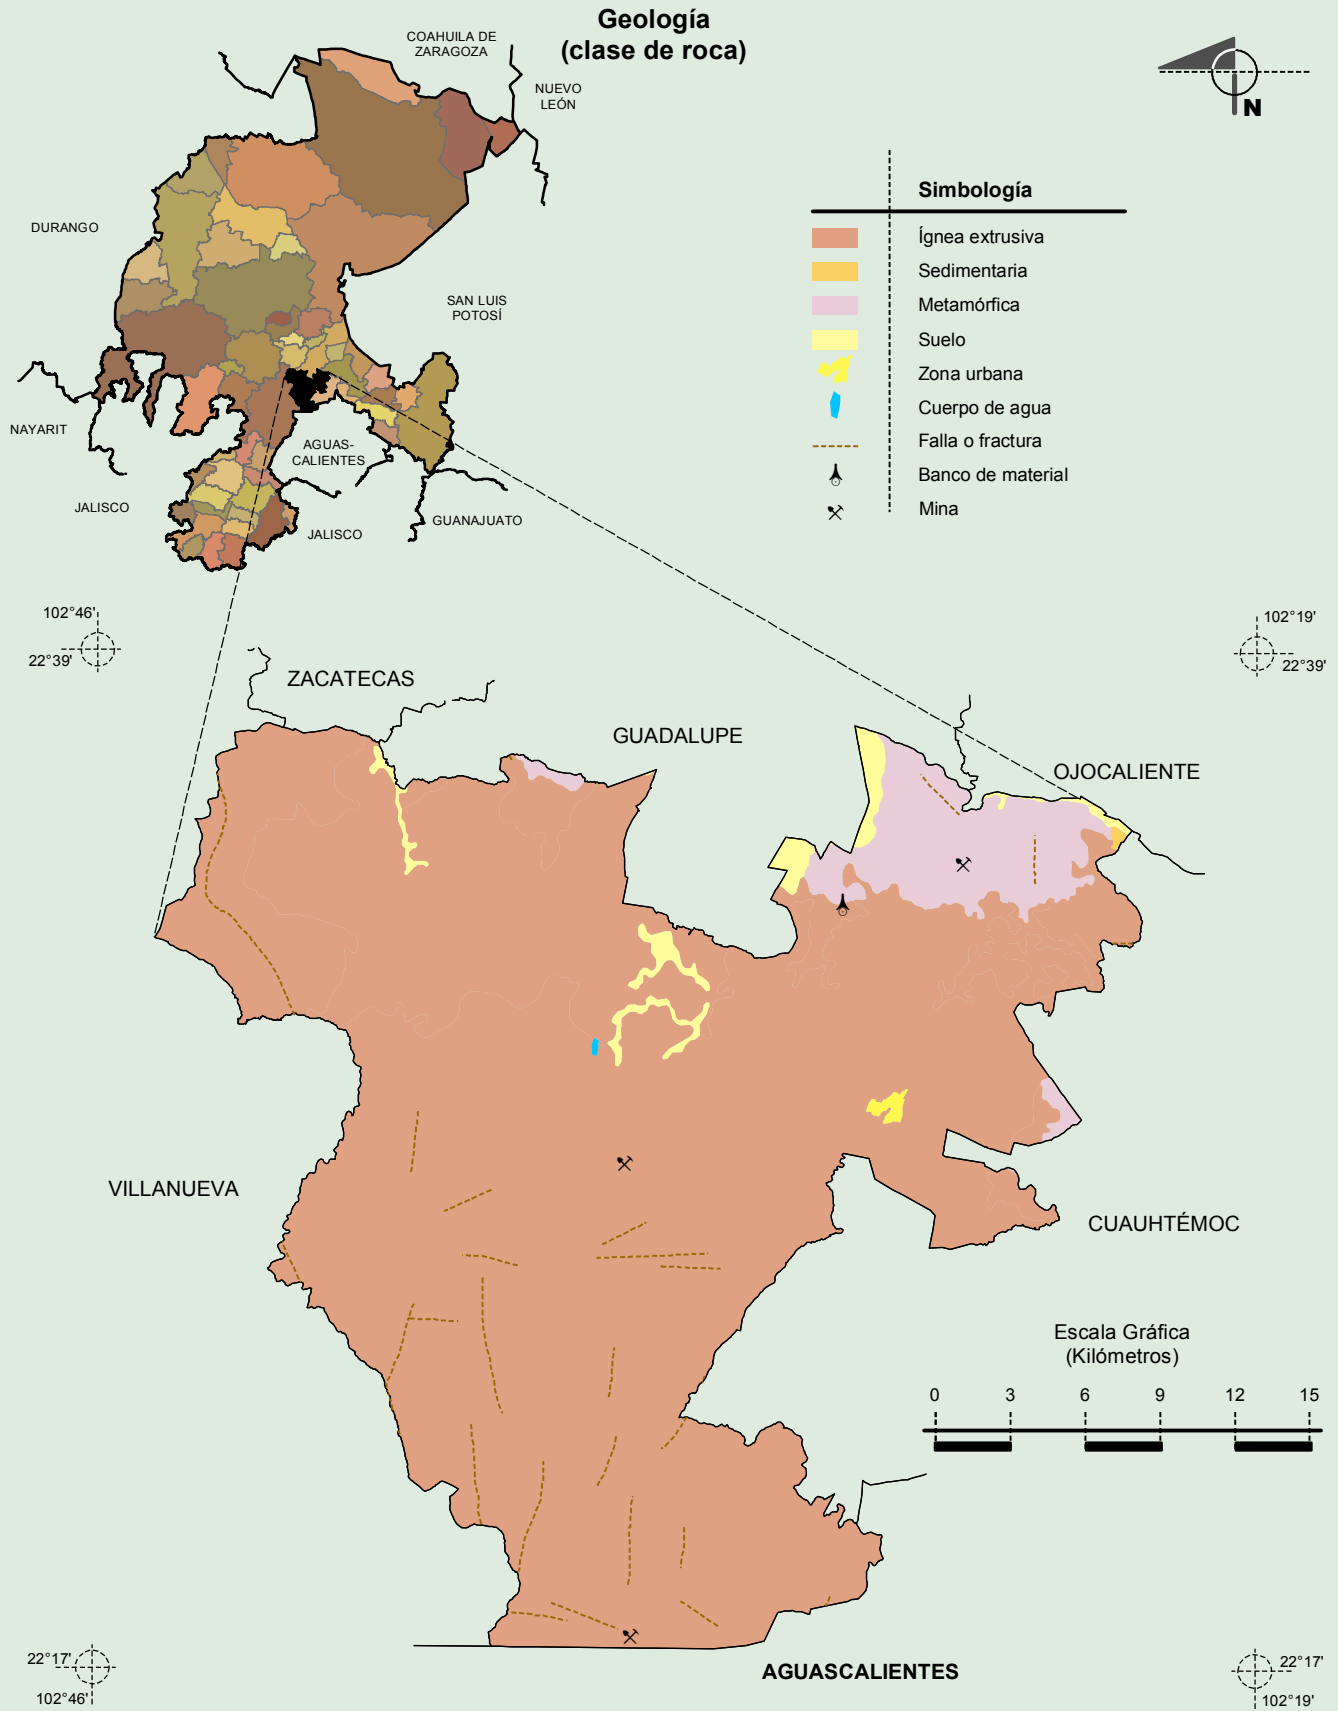 Geología
(clase de roca)
COAHUILA DE
ZARAGOZA
NUEVO
LEÓN
N
DURANGO
SAN LUIS
POTOSÍ
NAYARIT
AGUAS-
CALIENTES
JALISCO
JALISCO
GUANAJUATO
Simbología
Ígnea extrusiva
Sedimentaria
Metamórfica
Suelo
Zona urbana
Cuerpo de agua
Falla o fractura
Banco de material
Mina
102°46'
22°39'
102°19'
22°39'
ZACATECAS
GUADALUPE
OJOCALIENTE
VILLANUEVA
CUAUHTÉMOC
Escala Gráfica
(Kilómetros)
0 3 6 9 12 15
22°17'
102°46'
AGUASCALIENTES
22°17'
102°19'